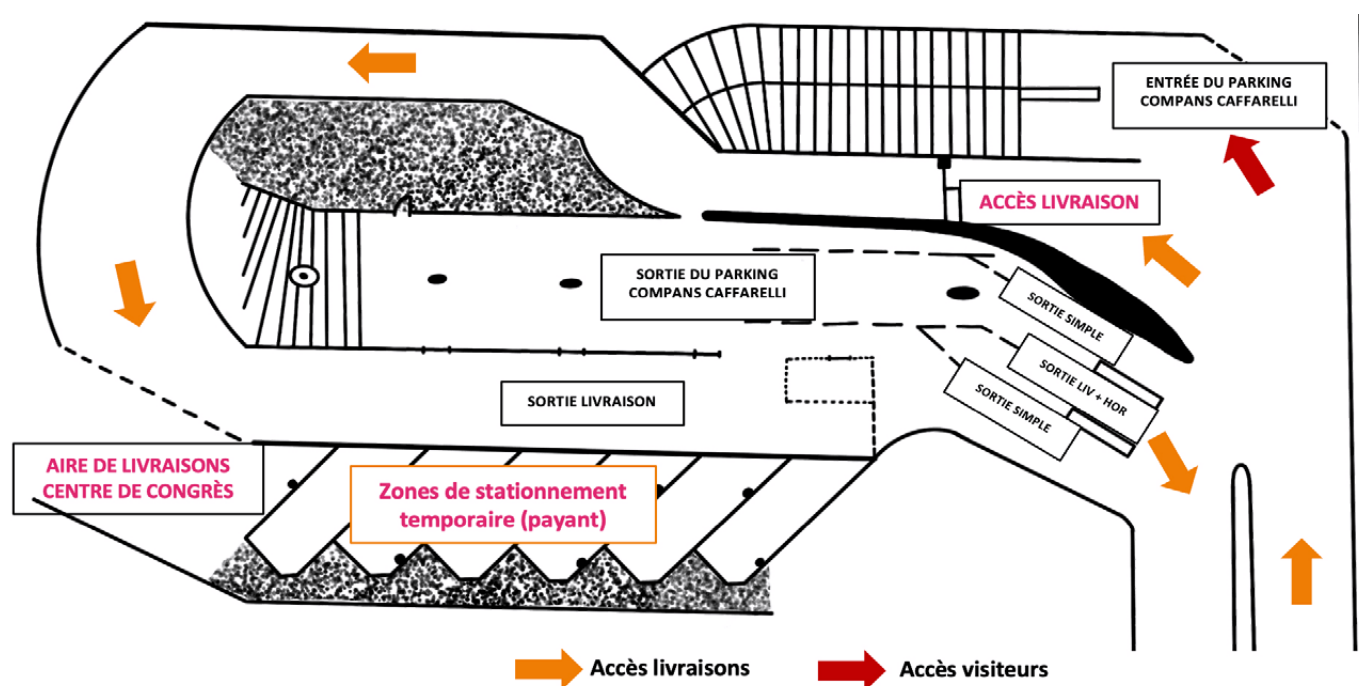 ENTRÉE DU PARKING
COMPANS CAFFARELLI
ACCÈS LIVRAISON
SORTIE DU PARKING
COMPANS CAFFARELLI
SORTIE SIMPLE
SORTIE LIV + HOR
SORTIE SIMPLE
SORTIE LIVRAISON
AIRE DE LIVRAISONS
CENTRE DE CONGRÈS
Zones de stationnement
temporaire (payant)
Accès livraisons
Accès visiteurs